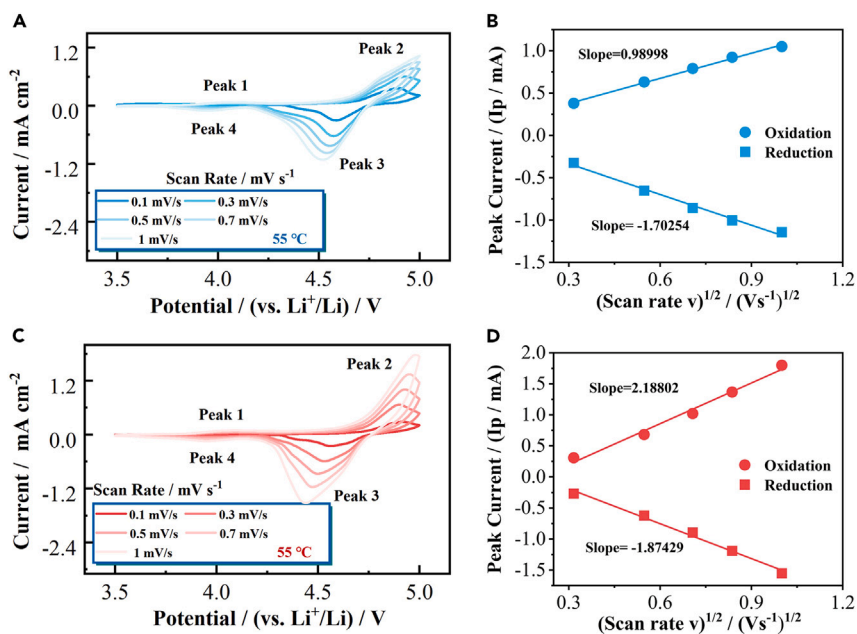 A
Current / mA cm⁻²
1.2
0.0
-1.2
-2.4
Peak 1
Peak 2
Peak 4
Peak 3
Scan Rate / mV s⁻¹
0.1 mV/s 0.3 mV/s
0.5 mV/s 0.7 mV/s
1 mV/s 55 °C
3.5 4.0 4.5 5.0
Potential / (vs. Li⁺/Li) / V
B
Peak Current / (Ip / mA)
1.0
0.5
0.0
-0.5
-1.0
-1.5
Slope=0.98998
Oxidation
Reduction
Slope= -1.70254
0.3 0.6 0.9 1.2
(Scan rate v)¹/² / (Vs⁻¹)¹/²
C
Current / mA cm⁻²
1.2
0.0
-1.2
-2.4
Peak 2
Peak 1
Peak 4
Peak 3
Scan Rate / mV s⁻¹
0.1 mV/s 0.3 mV/s
0.5 mV/s 0.7 mV/s
1 mV/s 55 °C
3.5 4.0 4.5 5.0
Potential / (vs. Li⁺/Li) / V
D
Peak Current / (Ip / mA)
2.0
1.5
1.0
0.5
0.0
-0.5
-1.0
-1.5
Slope=2.18802
Oxidation
Reduction
Slope= -1.87429
0.3 0.6 0.9 1.2
(Scan rate v)¹/² / (Vs⁻¹)¹/²